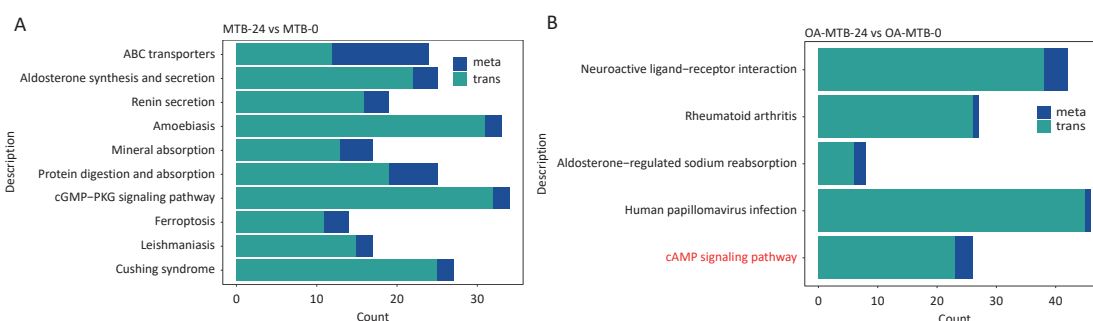 A
MTB-24 vs MTB-0
ABC transporters
Aldosterone synthesis and secretion
Renin secretion
Amoebiasis
Mineral absorption
Protein digestion and absorption
cGMP−PKG signaling pathway
Ferroptosis
Leishmaniasis
Cushing syndrome
Description
meta
trans
0 10 20 30
Count
B
OA-MTB-24 vs OA-MTB-0
Neuroactive ligand−receptor interaction
Rheumatoid arthritis
Aldosterone−regulated sodium reabsorption
Human papillomavirus infection
cAMP signaling pathway
Description
meta
trans
0 10 20 30 40
Count